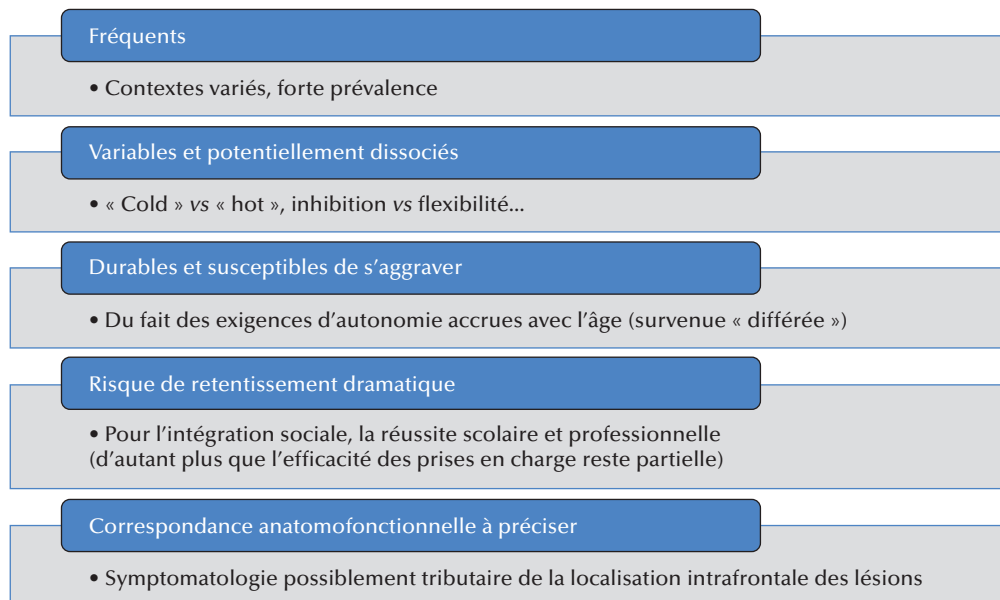 Fréquents
• Contextes variés, forte prévalence
Variables et potentiellement dissociés
• « Cold » vs « hot », inhibition vs flexibilité...
Durables et susceptibles de s’aggraver
• Du fait des exigences d’autonomie accrues avec l’âge (survenue « différée »)
Risque de retentissement dramatique
• Pour l’intégration sociale, la réussite scolaire et professionnelle
(d’autant plus que l’efficacité des prises en charge reste partielle)
Correspondance anatomofonctionnelle à préciser
• Symptomatologie possiblement tributaire de la localisation intrafrontale des lésions